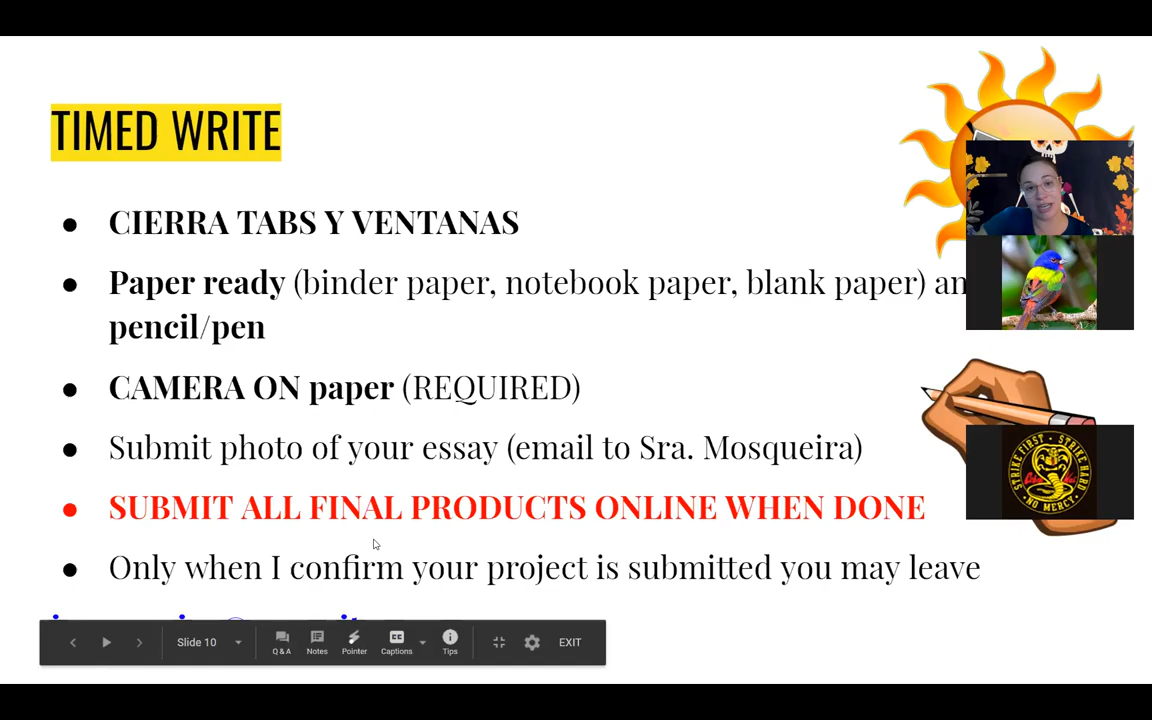 TIMED WRITE
CIERRA TABS Y VENTANAS
Paper ready (binder paper, notebook paper, blank paper) an
pencil/pen
CAMERA ON paper (REQUIRED)
Submit photo of your essay (email to Sra. Mosqueira)
STRIKE FIRST • STRIKE HARD
NO MERCY
SUBMIT ALL FINAL PRODUCTS ONLINE WHEN DONE
Only when I confirm your project is submitted you may leave
Slide 10
Q & A
Notes
Pointer
CC
Captions
Tips
EXIT